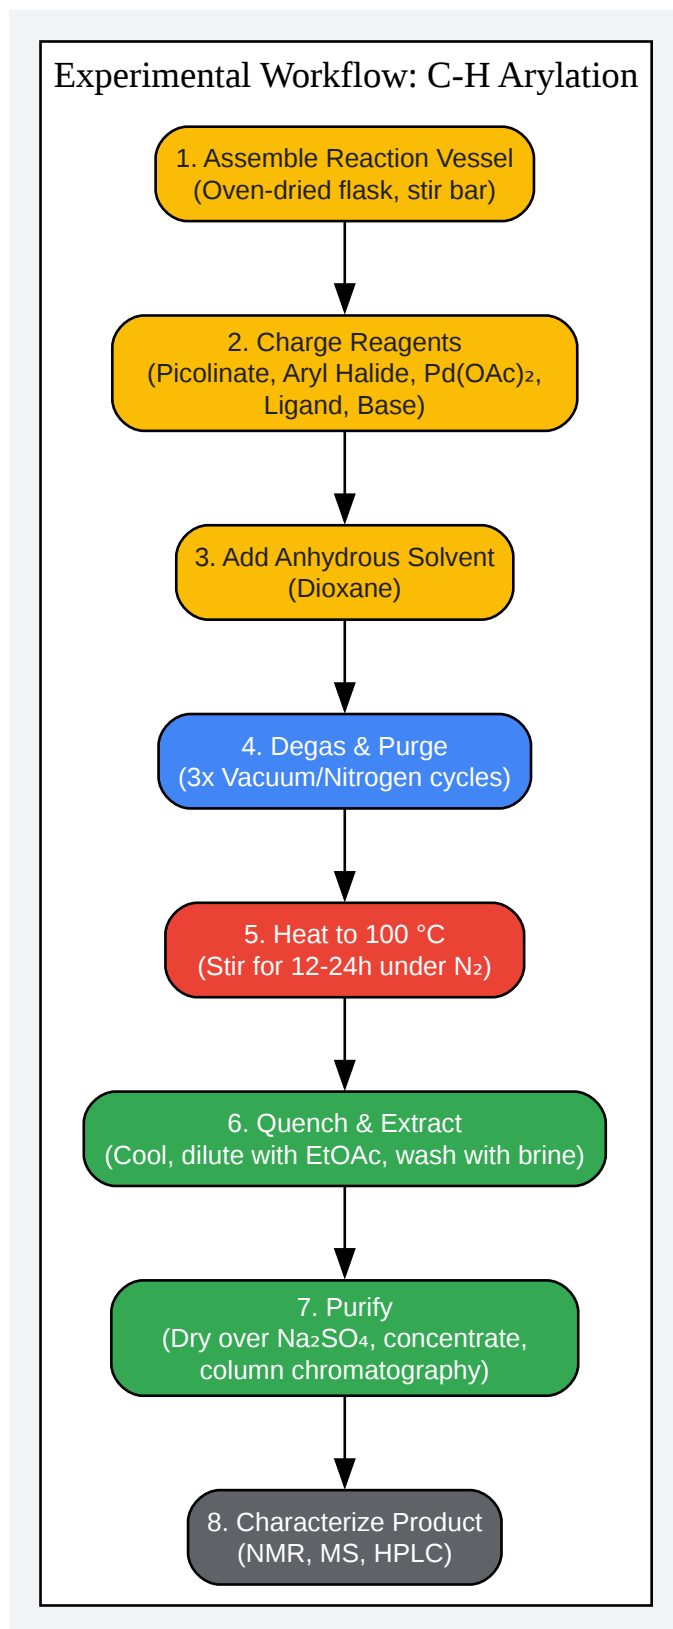 Experimental Workflow: C-H Arylation
1. Assemble Reaction Vessel
(Oven-dried flask, stir bar)
2. Charge Reagents
(Picolinate, Aryl Halide, Pd(OAc)₂,
Ligand, Base)
3. Add Anhydrous Solvent
(Dioxane)
4. Degas & Purge
(3x Vacuum/Nitrogen cycles)
5. Heat to 100 °C
(Stir for 12-24h under N₂)
6. Quench & Extract
(Cool, dilute with EtOAc, wash with brine)
7. Purify
(Dry over Na₂SO₄, concentrate,
column chromatography)
8. Characterize Product
(NMR, MS, HPLC)